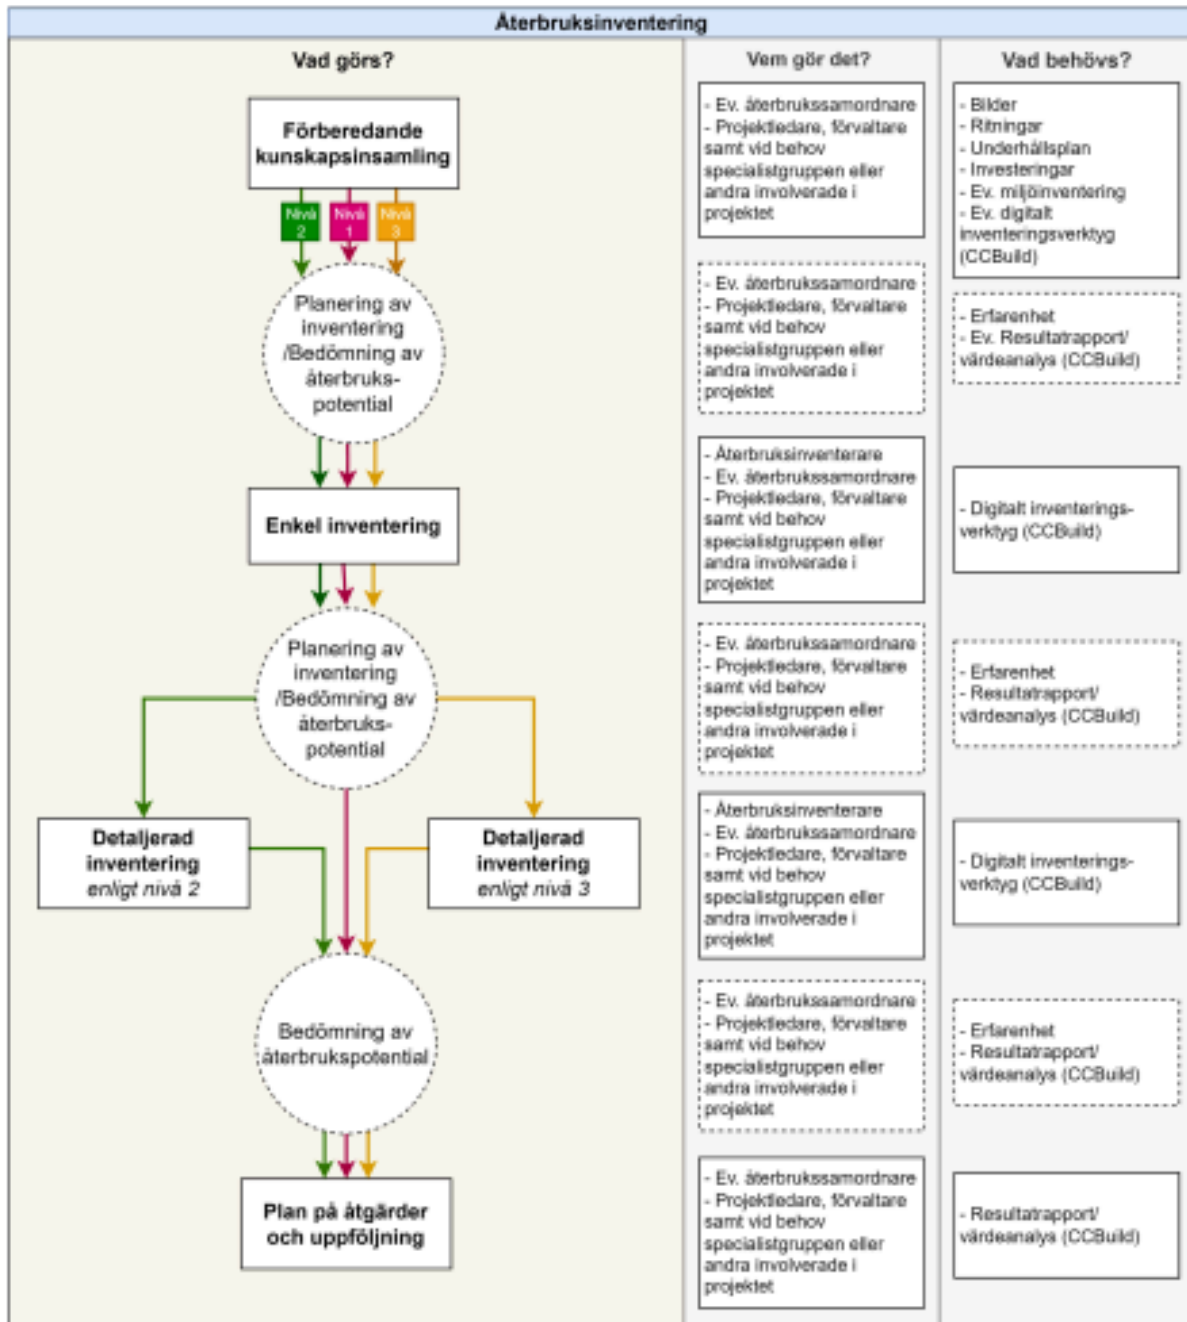 Återbruksinventering
Vad görs?
Vem gör det?
Vad behövs?
Förberedande
kunskapsinsamling
- Ev. återbrukssamordnare
- Projektledare, förvaltare
samt vid behov
specialistgruppen eller
andra involverade i
projektet
- Bilder
- Ritningar
- Underhållsplan
- Investeringar
- Ev. miljöinventering
- Ev. digitalt
inventeringsverktyg
(CCBuild)
Nivå
2
Nivå
1
Nivå
3
Planering av
inventering
/Bedömning av
återbruks-
potential
- Ev. återbrukssamordnare
- Projektledare, förvaltare
samt vid behov
specialistgruppen eller
andra involverade i
projektet
- Erfarenhet
- Ev. Resultatrapport/
värdeanalys (CCBuild)
Enkel inventering
- Återbruksinventerare
- Ev. återbrukssamordnare
- Projektledare, förvaltare
samt vid behov
specialistgruppen eller
andra involverade i
projektet
- Digitalt inventerings-
verktyg (CCBuild)
Planering av
inventering
/Bedömning av
återbruks-
potential
- Ev. återbrukssamordnare
- Projektledare, förvaltare
samt vid behov
specialistgruppen eller
andra involverade i
projektet
- Erfarenhet
- Resultatrapport/
värdeanalys (CCBuild)
Detaljerad
inventering
enligt nivå 2
Detaljerad
inventering
enligt nivå 3
- Återbruksinventerare
- Ev. återbrukssamordnare
- Projektledare, förvaltare
samt vid behov
specialistgruppen eller
andra involverade i
projektet
- Digitalt inventerings-
verktyg (CCBuild)
Bedömning av
återbrukspotential
- Ev. återbrukssamordnare
- Projektledare, förvaltare
samt vid behov
specialistgruppen eller
andra involverade i
projektet
- Erfarenhet
- Resultatrapport/
värdeanalys (CCBuild)
Plan på åtgärder
och uppföljning
- Ev. återbrukssamordnare
- Projektledare, förvaltare
samt vid behov
specialistgruppen eller
andra involverade i
projektet
- Resultatrapport/
värdeanalys (CCBuild)